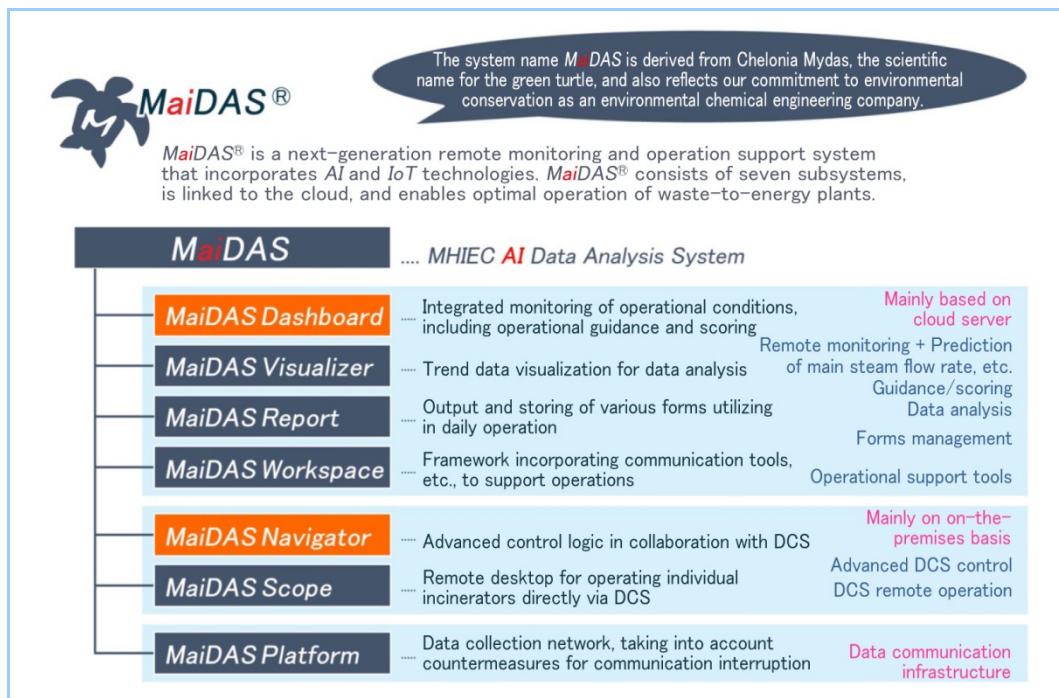 The system name MaiDAS is derived from Chelonia Mydas, the scientific
name for the green turtle, and also reflects our commitment to environmental
conservation as an environmental chemical engineering company.
M
MaiDAS®
MaiDAS® is a next-generation remote monitoring and operation support system
that incorporates AI and IoT technologies. MaiDAS® consists of seven subsystems,
is linked to the cloud, and enables optimal operation of waste-to-energy plants.
MaiDAS
.... MHIEC AI Data Analysis System
MaiDAS Dashboard
..... Integrated monitoring of operational conditions,
including operational guidance and scoring
Mainly based on
cloud server
MaiDAS Visualizer
..... Trend data visualization for data analysis
Remote monitoring + Prediction
of main steam flow rate, etc.
Guidance/scoring
Data analysis
MaiDAS Report
..... Output and storing of various forms utilizing
in daily operation
Forms management
MaiDAS Workspace
..... Framework incorporating communication tools,
etc., to support operations
Operational support tools
MaiDAS Navigator
..... Advanced control logic in collaboration with DCS
Mainly on on-the-
premises basis
Advanced DCS control
MaiDAS Scope
..... Remote desktop for operating individual
incinerators directly via DCS
DCS remote operation
MaiDAS Platform
..... Data collection network, taking into account
countermeasures for communication interruption
Data communication
infrastructure